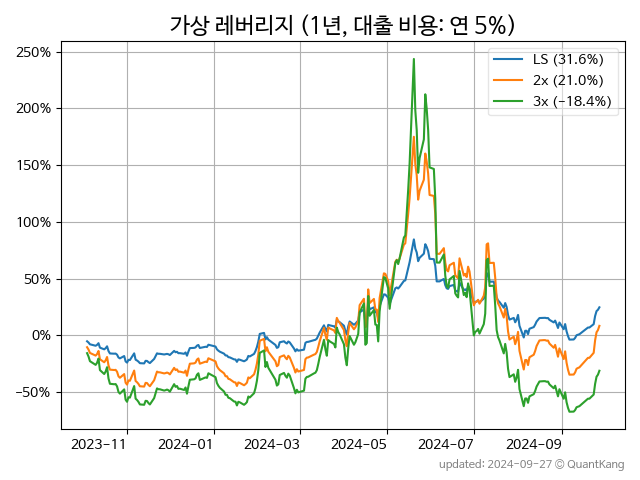 가상 레버리지 (1년, 대출 비용: 연 5%)
250%
200%
150%
100%
50%
0%
−50%
LS (31.6%)
2x (21.0%)
3x (−18.4%)
2023-11
2024-01
2024-03
2024-05
2024-07
2024-09
updated: 2024-09-27 © QuantKang